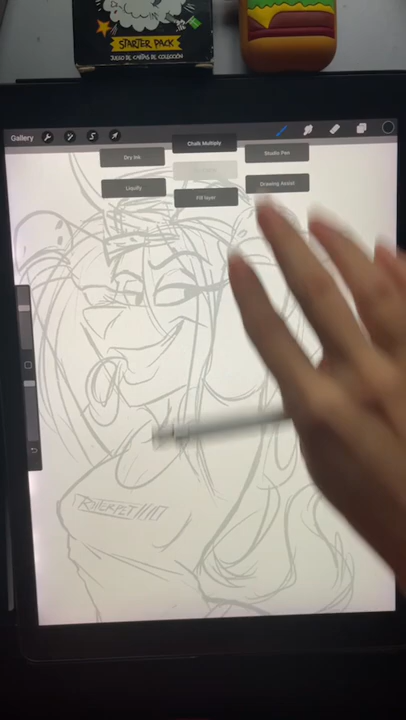 STARTER PACK
JUEGO DE CARTAS DE COLECCIÓN
Gallery
Chalk Multiply
Dry Ink
Studio Pen
Liquify
Drawing Assist
Fill layer